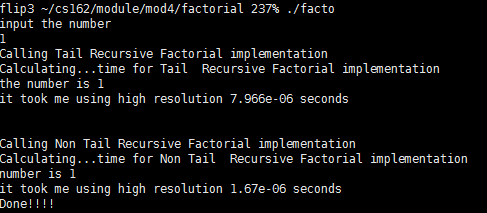 flip3 ~/cs162/module/mod4/factorial 237% ./facto
input the number
1
Calling Tail Recursive Factorial implementation
Calculating...time for Tail  Recursive Factorial implementation
the number is 1
it took me using high resolution 7.966e-06 seconds
Calling Non Tail Recursive Factorial implementation
Calculating...time for Non Tail  Recursive Factorial implementation
number is 1
it took me using high resolution 1.67e-06 seconds
Done!!!!